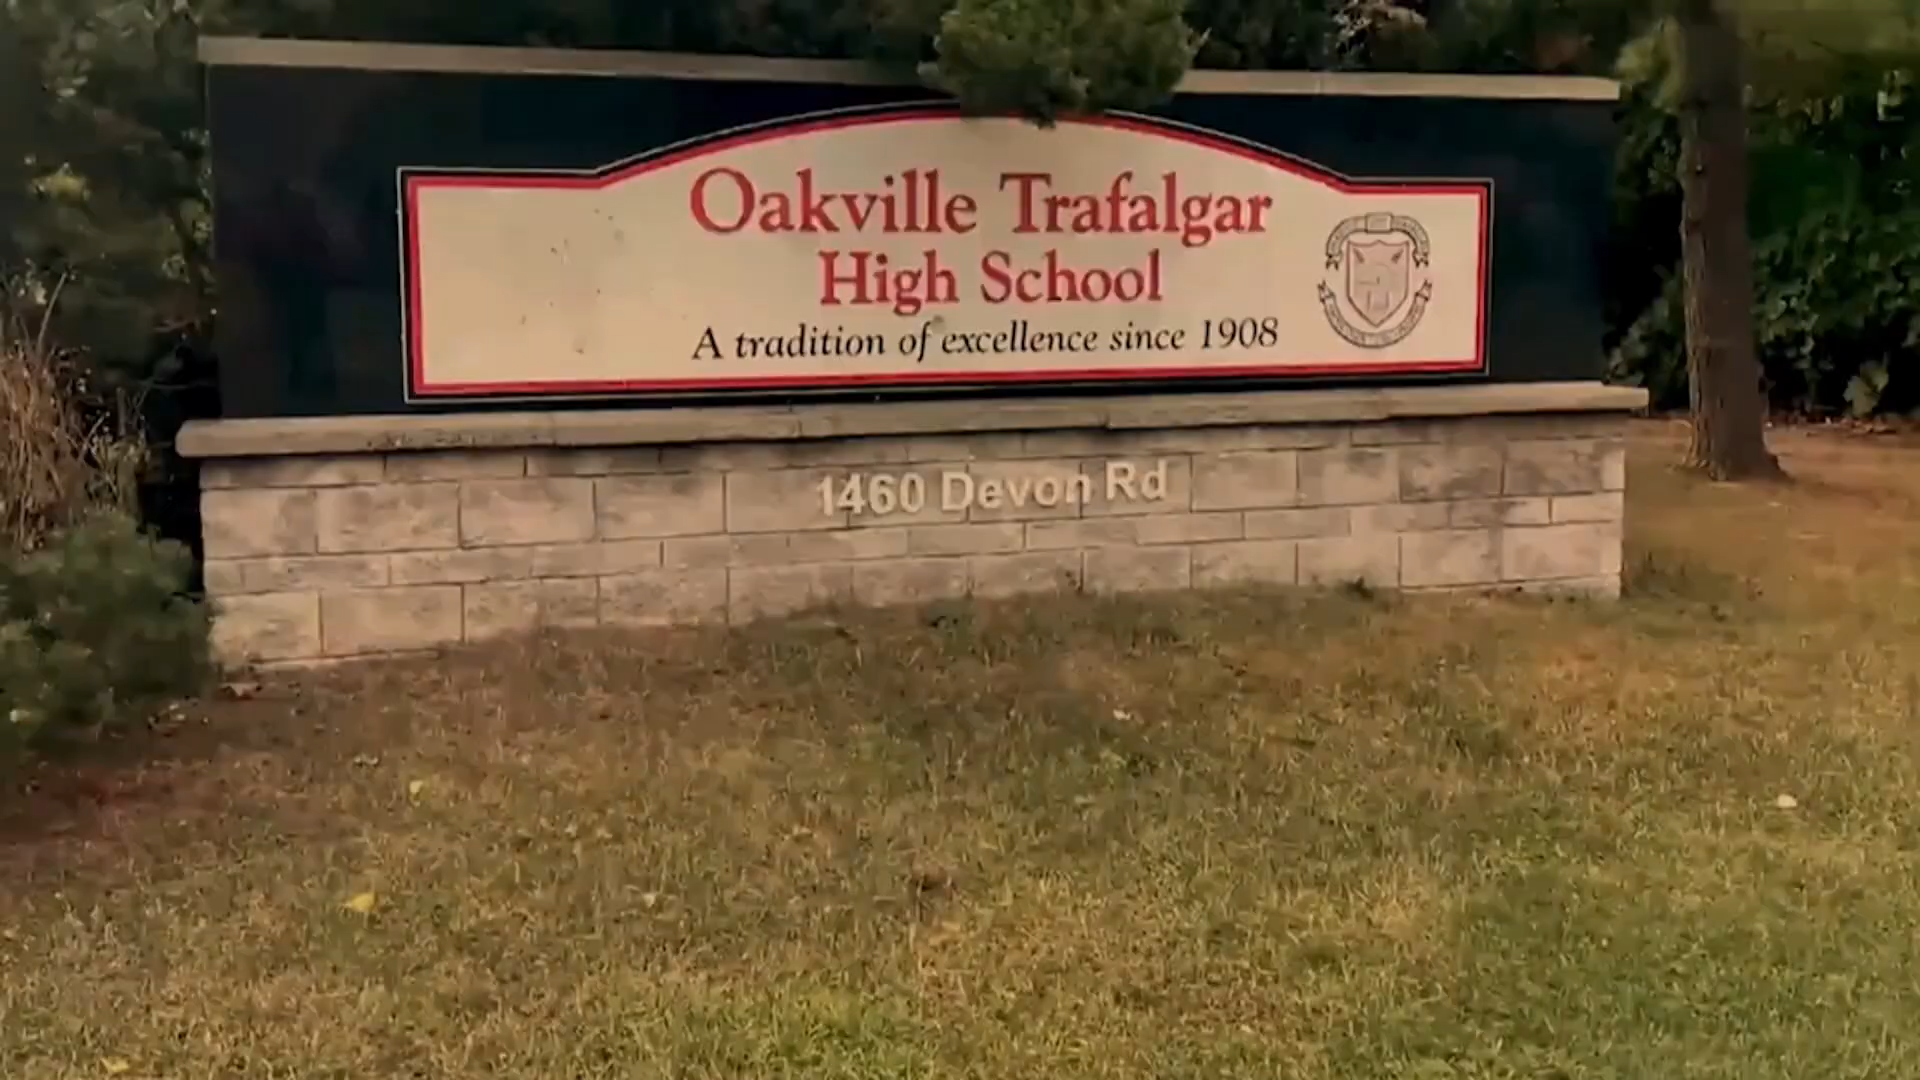 Oakville Trafalgar
High School
A tradition of excellence since 1908
1460 Devon Rd